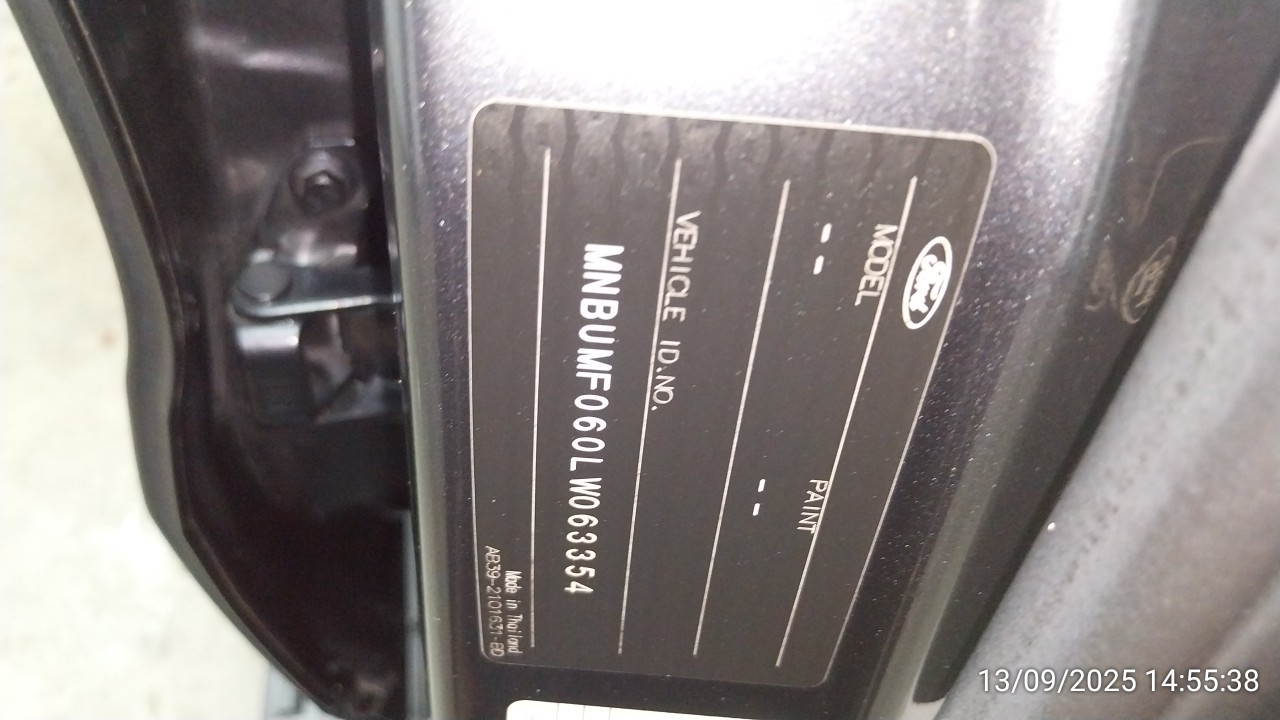 Ford
MODEL PAINT
-- --
VEHICLE ID.NO.
MNBUMF060LW063354
Made in Thailand
AB39-2101631-BD
13/09/2025 14:55:38